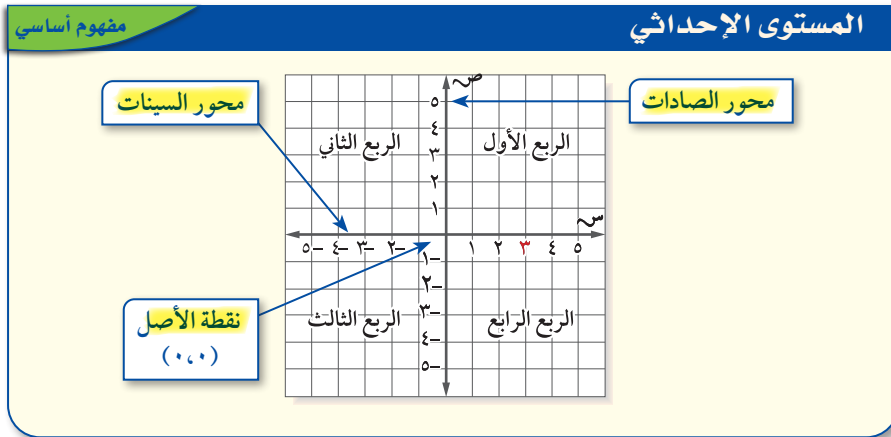 المستوى الإحداثي
مفهوم أساسي
محور الصادات
محور السينات
ص
٥
٤
٣
٢
١
الربع الأول
الربع الثاني
س
–٥ –٤ –٣ –٢ – ١ ٢ ٣ ٤ ٥
–١
–٢
–٣
–٤
–٥
الربع الرابع
الربع الثالث
نقطة الأصل
(٠،٠)